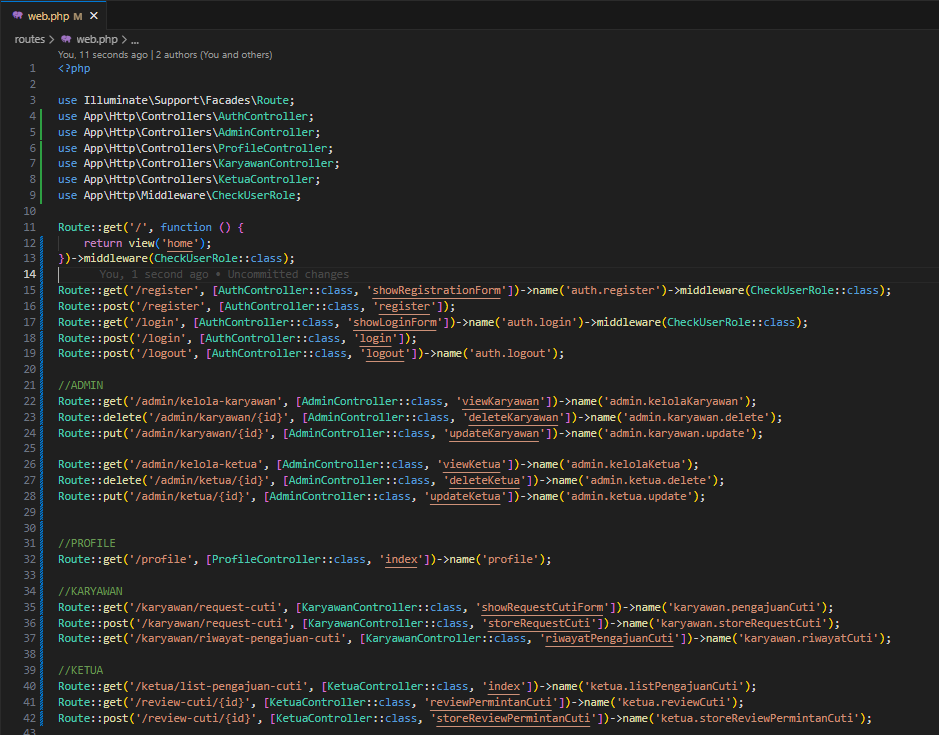 web.php M ×
routes > web.php > ...
You, 11 seconds ago | 2 authors (You and others)
1 <?php
2
3 use Illuminate\Support\Facades\Route;
4 use App\Http\Controllers\AuthController;
5 use App\Http\Controllers\AdminController;
6 use App\Http\Controllers\ProfileController;
7 use App\Http\Controllers\KaryawanController;
8 use App\Http\Controllers\KetuaController;
9 use App\Http\Middleware\CheckUserRole;
10
11 Route::get('/', function () {
12     return view('home');
13 })->middleware(CheckUserRole::class);
14 You, 1 second ago • Uncommitted changes
15 Route::get('/register', [AuthController::class, 'showRegistrationForm'])->name('auth.register')->middleware(CheckUserRole::class);
16 Route::post('/register', [AuthController::class, 'register']);
17 Route::get('/login', [AuthController::class, 'showLoginForm'])->name('auth.login')->middleware(CheckUserRole::class);
18 Route::post('/login', [AuthController::class, 'login']);
19 Route::post('/logout', [AuthController::class, 'logout'])->name('auth.logout');
20
21 //ADMIN
22 Route::get('/admin/kelola-karyawan', [AdminController::class, 'viewKaryawan'])->name('admin.kelolaKaryawan');
23 Route::delete('/admin/karyawan/{id}', [AdminController::class, 'deleteKaryawan'])->name('admin.karyawan.delete');
24 Route::put('/admin/karyawan/{id}', [AdminController::class, 'updateKaryawan'])->name('admin.karyawan.update');
25
26 Route::get('/admin/kelola-ketua', [AdminController::class, 'viewKetua'])->name('admin.kelolaKetua');
27 Route::delete('/admin/ketua/{id}', [AdminController::class, 'deleteKetua'])->name('admin.ketua.delete');
28 Route::put('/admin/ketua/{id}', [AdminController::class, 'updateKetua'])->name('admin.ketua.update');
29
30
31 //PROFILE
32 Route::get('/profile', [ProfileController::class, 'index'])->name('profile');
33
34 //KARYAWAN
35 Route::get('/karyawan/request-cuti', [KaryawanController::class, 'showRequestCutiForm'])->name('karyawan.pengajuanCuti');
36 Route::post('/karyawan/request-cuti', [KaryawanController::class, 'storeRequestCuti'])->name('karyawan.storeRequestCuti');
37 Route::get('/karyawan/riwayat-pengajuan-cuti', [KaryawanController::class, 'riwayatPengajuanCuti'])->name('karyawan.riwayatCuti');
38
39 //KETUA
40 Route::get('/ketua/list-pengajuan-cuti', [KetuaController::class, 'index'])->name('ketua.listPengajuanCuti');
41 Route::get('/review-cuti/{id}', [KetuaController::class, 'reviewPermintanCuti'])->name('ketua.reviewCuti');
42 Route::post('/review-cuti/{id}', [KetuaController::class, 'storeReviewPermintanCuti'])->name('ketua.storeReviewPermintanCuti');
43